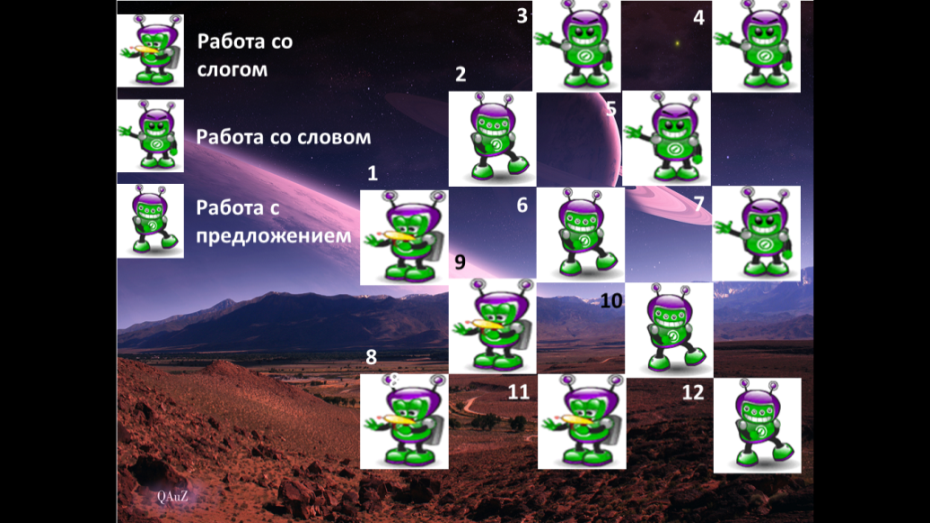 Работа со
слогом
Работа со словом
Работа с
предложением
3
4
2
5
1
6
7
9
10
8
11
12
QAuZ